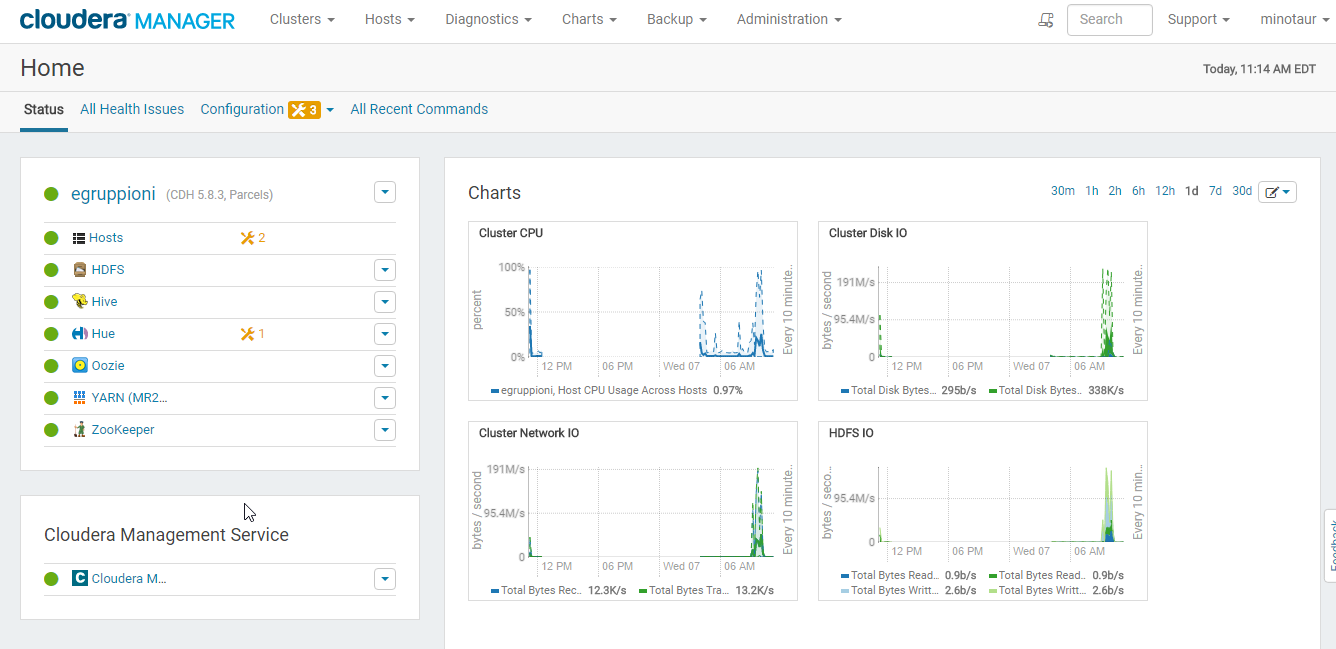 cloudera MANAGER Clusters Hosts Diagnostics Charts Backup Administration Search Support minotaur
Home
Today, 11:14 AM EDT
Status All Health Issues Configuration 3 All Recent Commands
egruppioni (CDH 5.8.3, Parcels)
Hosts 2
HDFS
Hive
Hue 1
Oozie
YARN (MR2...
ZooKeeper
Cloudera Management Service
C Cloudera M...
Charts
30m 1h 2h 6h 12h 1d 7d 30d
Cluster CPU
percent
100%
50%
0%
12 PM 06 PM Wed 07 06 AM
Every 10 minute..
egruppioni, Host CPU Usage Across Hosts 0.97%
Cluster Disk IO
bytes / second
191M/s
95.4M/s
0
12 PM 06 PM Wed 07 06 AM
Every 10 minute..
Total Disk Bytes... 295b/s Total Disk Bytes.. 338K/s
Cluster Network IO
bytes / second
191M/s
95.4M/s
0
12 PM 06 PM Wed 07 06 AM
Every 10 minute..
Total Bytes Rec.. 12.3K/s Total Bytes Tra... 13.2K/s
HDFS IO
bytes / seco...
95.4M/s
0
12 PM 06 PM Wed 07 06 AM
Every 10 min...
Total Bytes Read.. 0.9b/s Total Bytes Read... 0.9b/s
Total Bytes Writt... 2.6b/s Total Bytes Writt... 2.6b/s
Feedback